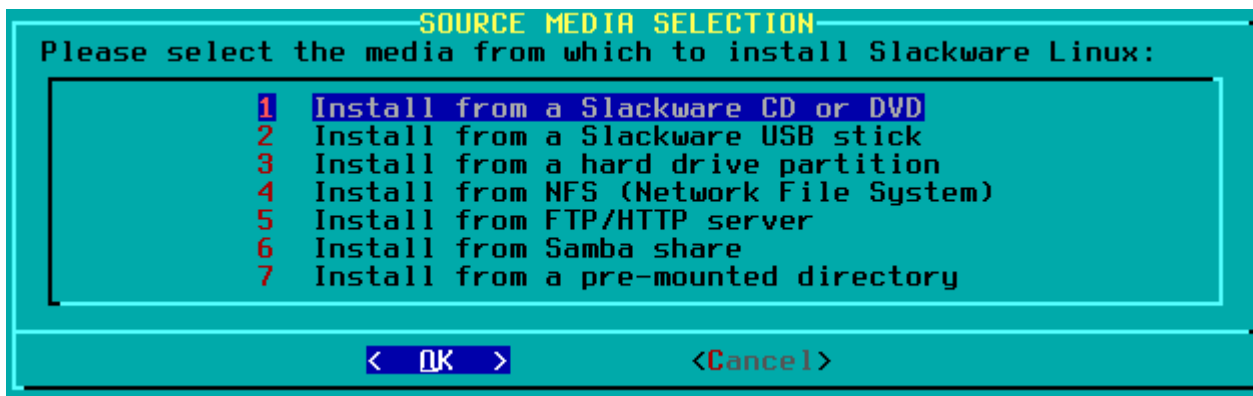 SOURCE MEDIA SELECTION
Please select the media from which to install Slackware Linux:
1 Install from a Slackware CD or DVD
2 Install from a Slackware USB stick
3 Install from a hard drive partition
4 Install from NFS (Network File System)
5 Install from FTP/HTTP server
6 Install from Samba share
7 Install from a pre-mounted directory
< OK > <Cancel>